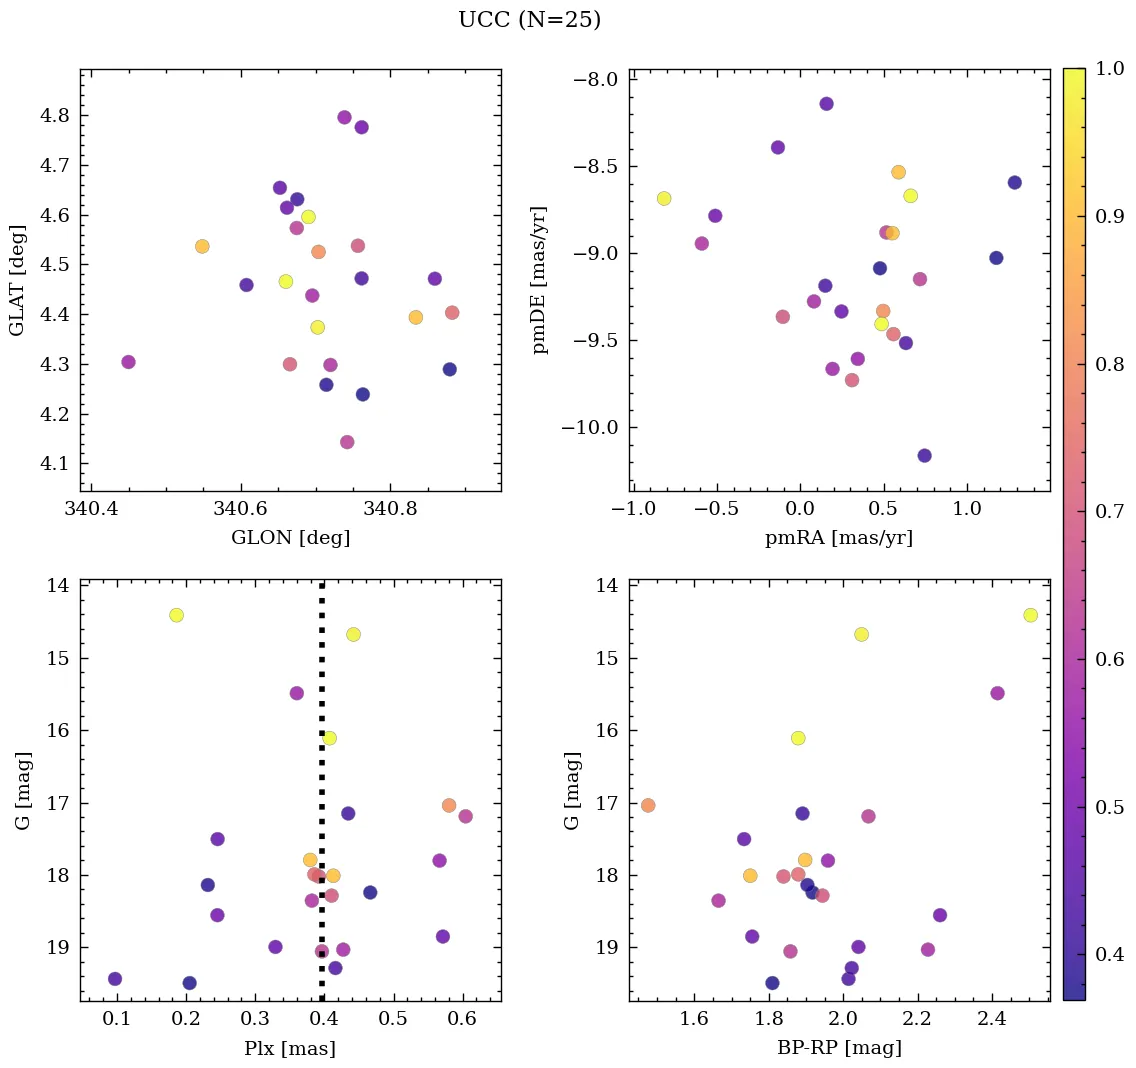 UCC (N=25)
4.8
4.7
4.6
4.5
4.4
4.3
4.2
4.1
GLAT [deg]
340.4 340.6 340.8
GLON [deg]
−8.0
−8.5
−9.0
−9.5
−10.0
pmDE [mas/yr]
−1.0 −0.5 0.0 0.5 1.0
pmRA [mas/yr]
14
15
16
17
18
19
G [mag]
0.1 0.2 0.3 0.4 0.5 0.6
Plx [mas]
14
15
16
17
18
19
G [mag]
1.6 1.8 2.0 2.2 2.4
BP-RP [mag]
1.0
0.9
0.8
0.7
0.6
0.5
0.4